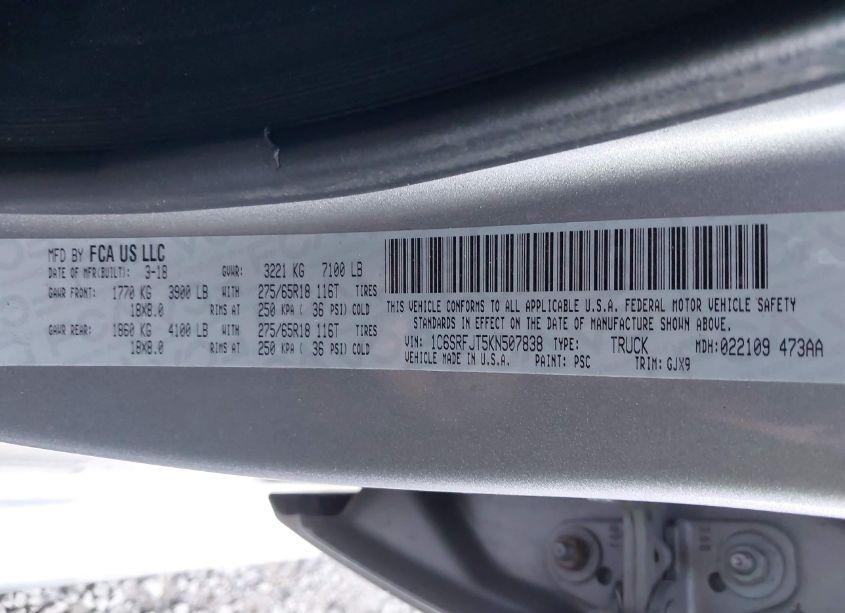 MFD BY FCA US LLC
DATE OF MFR(BUILT): 3-18 GVWR: 3221 KG 7100 LB
GAWR FRONT: 1770 KG 3900 LB WITH 275/65R18 116T TIRES
18X8.0 RIMS AT 250 KPA ( 36 PSI) COLD
GAWR REAR: 1860 KG 4100 LB WITH 275/65R18 116T TIRES
18X8.0 RIMS AT 250 KPA ( 36 PSI) COLD
THIS VEHICLE CONFORMS TO ALL APPLICABLE U.S.A. FEDERAL MOTOR VEHICLE SAFETY
STANDARDS IN EFFECT ON THE DATE OF MANUFACTURE SHOWN ABOVE.
VIN: 1C6SRFJT5KN507838 TYPE: TRUCK MDH: 022109 473AA
VEHICLE MADE IN U.S.A. PAINT: PSC TRIM: GJX9